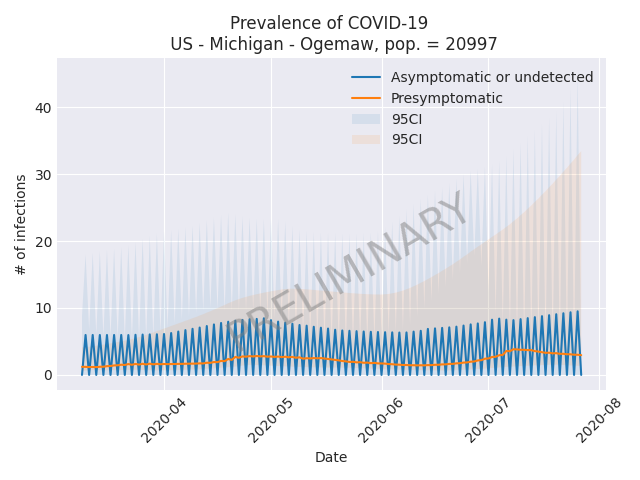 Prevalence of COVID-19
US - Michigan - Ogemaw, pop. = 20997
Asymptomatic or undetected
Presymptomatic
95CI
95CI
PRELIMINARY
# of infections
40
30
20
10
0
2020-04
2020-05
2020-06
2020-07
2020-08
Date